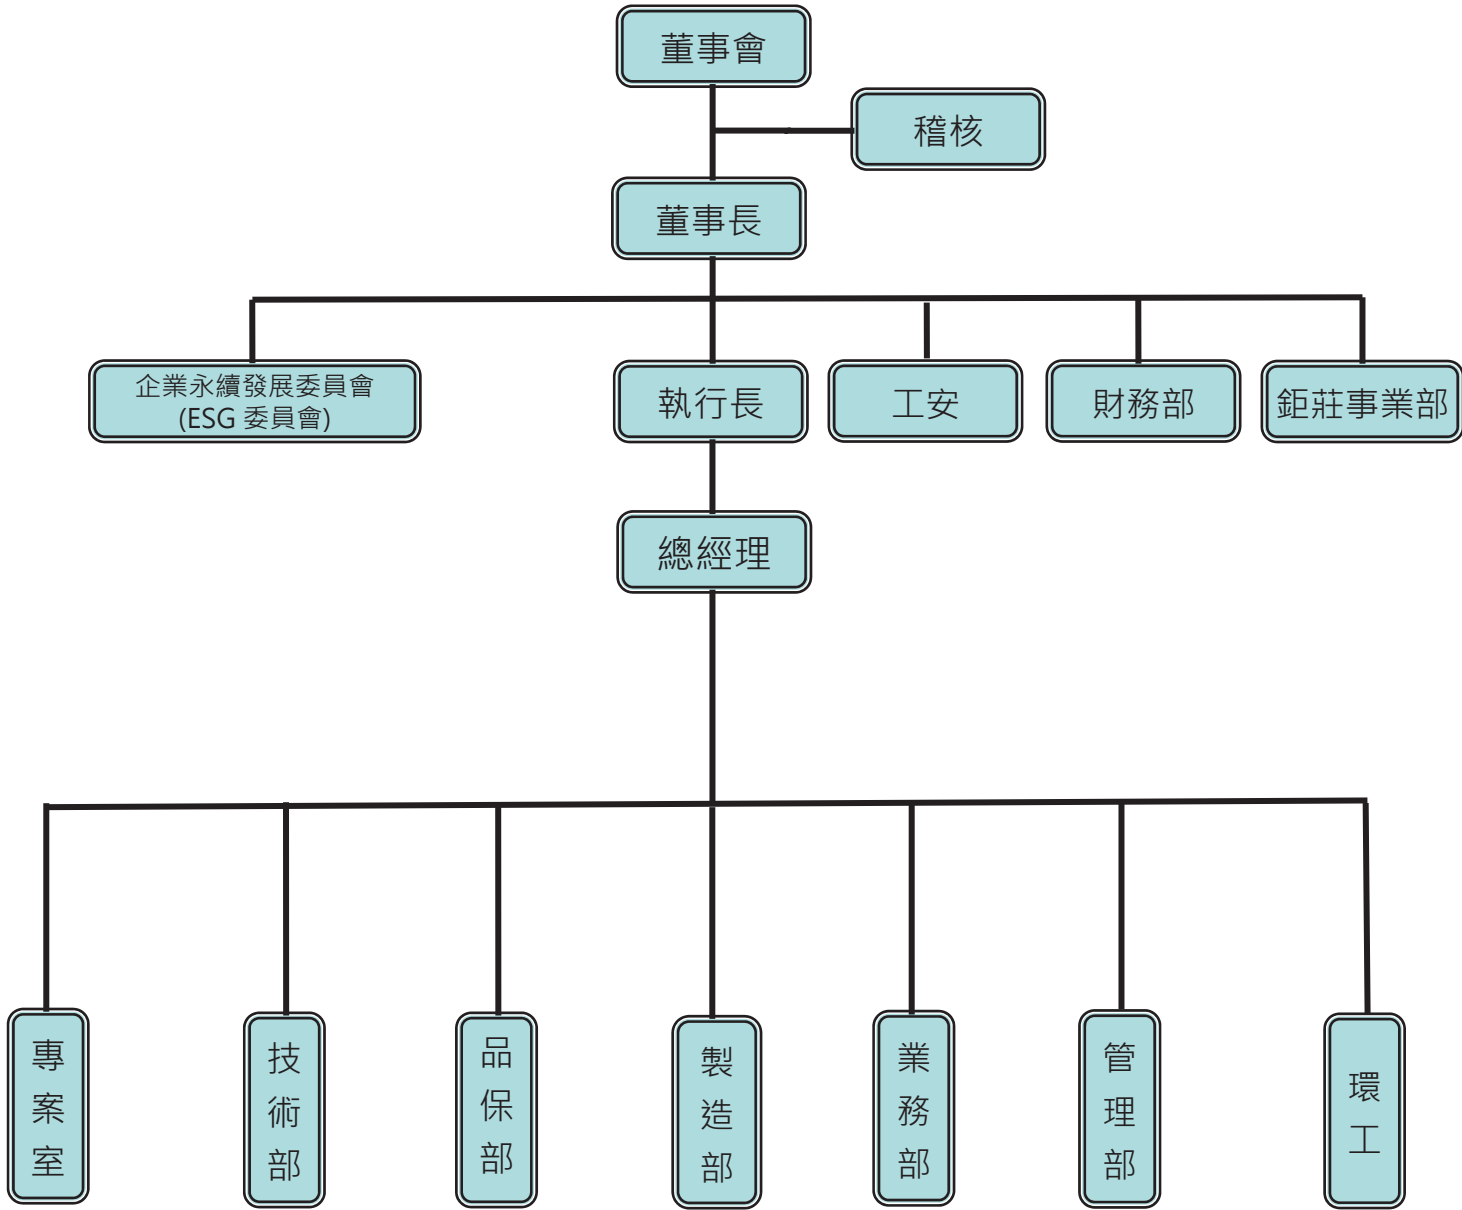 董事會
稽核
董事長
企業永續發展委員會
(ESG 委員會)
執行長
工安
財務部
鉅莊事業部
總經理
專案室
技術部
品保部
製造部
業務部
管理部
環工